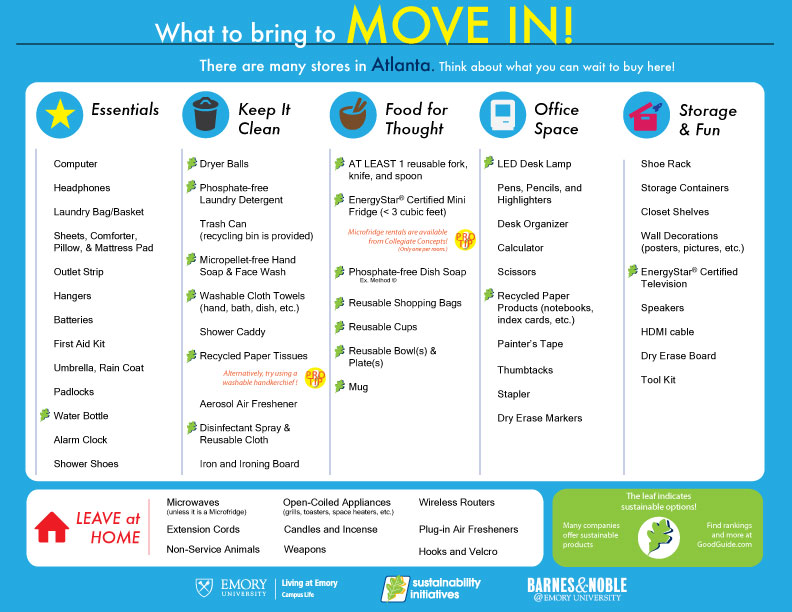 What to bring to MOVE IN!
There are many stores in Atlanta. Think about what you can wait to buy here!
Essentials
Computer
Headphones
Laundry Bag/Basket
Sheets, Comforter,
Pillow, & Mattress Pad
Outlet Strip
Hangers
Batteries
First Aid Kit
Umbrella, Rain Coat
Padlocks
Water Bottle
Alarm Clock
Shower Shoes
Keep It
Clean
Dryer Balls
Phosphate-free
Laundry Detergent
Trash Can
(recycling bin is provided)
Micropellet-free Hand
Soap & Face Wash
Washable Cloth Towels
(hand, bath, dish, etc.)
Shower Caddy
Recycled Paper Tissues
Alternatively, try using a
washable handkerchief!
PRO
TIP
Aerosol Air Freshener
Disinfectant Spray &
Reusable Cloth
Iron and Ironing Board
Food for
Thought
AT LEAST 1 reusable fork,
knife, and spoon
EnergyStar® Certified Mini
Fridge (< 3 cubic feet)
Microfridge rentals are available
from Collegiate Concepts!
(Only one per room.)
PRO
TIP
Phosphate-free Dish Soap
Ex. Method ©
Reusable Shopping Bags
Reusable Cups
Reusable Bowl(s) &
Plate(s)
Mug
Office
Space
LED Desk Lamp
Pens, Pencils, and
Highlighters
Desk Organizer
Calculator
Scissors
Recycled Paper
Products (notebooks,
index cards, etc.)
Painter's Tape
Thumbtacks
Stapler
Dry Erase Markers
Storage
& Fun
Shoe Rack
Storage Containers
Closet Shelves
Wall Decorations
(posters, pictures, etc.)
EnergyStar® Certified
Television
Speakers
HDMI cable
Dry Erase Board
Tool Kit
LEAVE at
HOME
Microwaves
(unless it is a Microfridge)
Extension Cords
Non-Service Animals
Open-Coiled Appliances
(grills, toasters, space heaters, etc.)
Candles and Incense
Weapons
Wireless Routers
Plug-in Air Fresheners
Hooks and Velcro
The leaf indicates
sustainable options!
Many companies
offer sustainable
products
Find rankings
and more at
GoodGuide.com
EMORY
UNIVERSITY
Living at Emory
Campus Life
sustainability
initiatives
BARNES&NOBLE
@EMORY UNIVERSITY